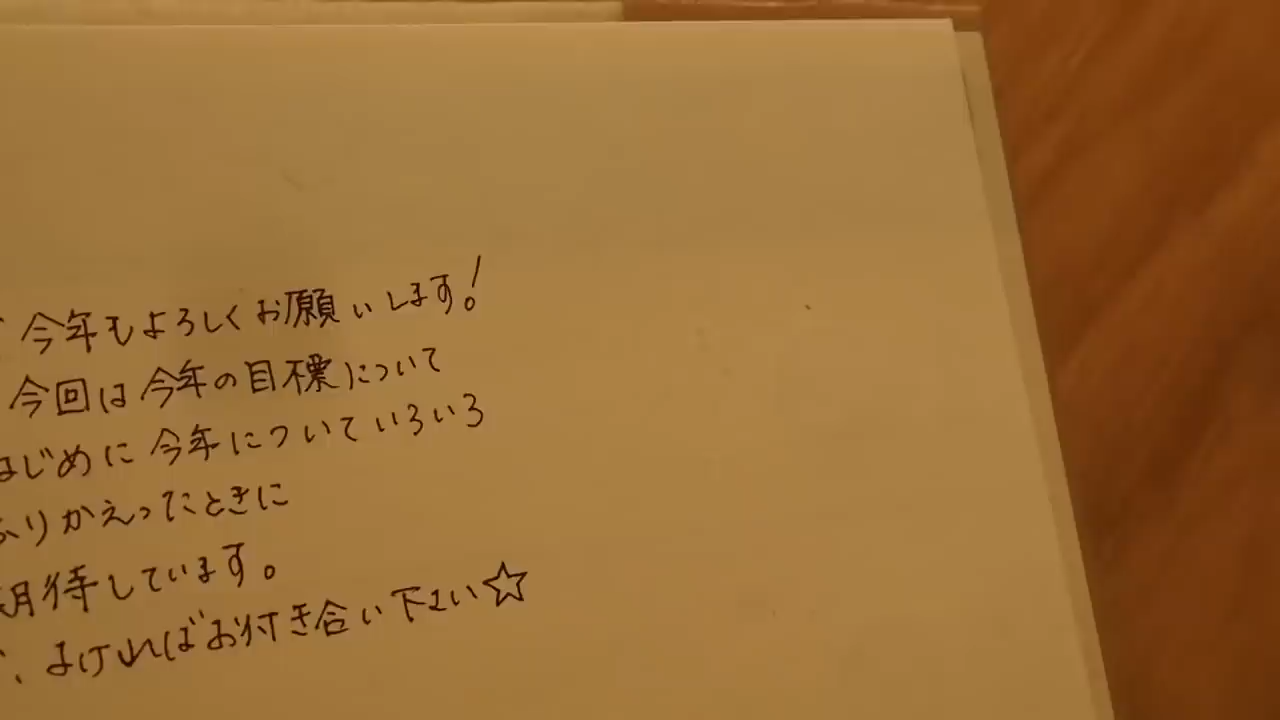 今年もよろしくお願いします!
今回は今年の目標について
はじめに今年についていろいろ
ふりかえったときに
期待しています。
、よければお付き合い下さい☆